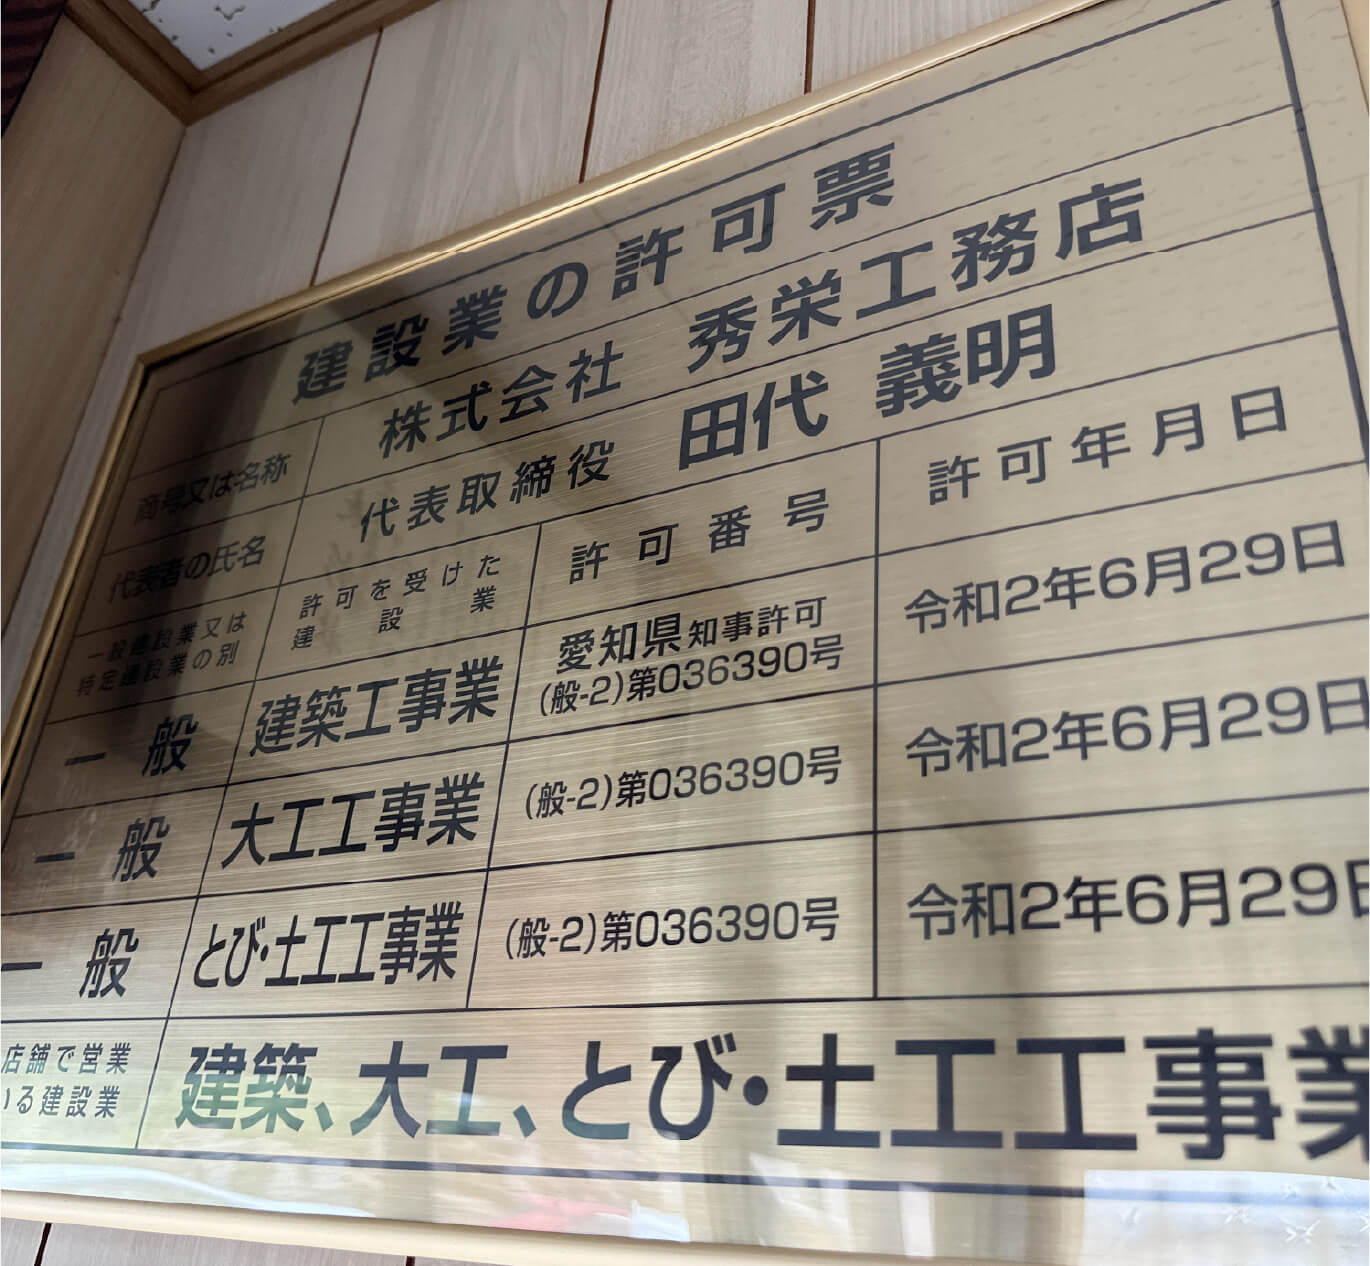 建設業の許可票
商号又は名称 株式会社 秀栄工務店
代表者の氏名 代表取締役 田代 義明
一般建設業又は
特定建設業の別
許可を受けた
建設業
許可番号
許可年月日
一般 建築工事業
愛知県知事許可
(般-2)第036390号
令和2年6月29日
一般 大工工事業 (般-2)第036390号 令和2年6月29日
一般 とび・土工工事業 (般-2)第036390号 令和2年6月29日
店舗で営業
いる建設業
建築、大工、とび・土工工事業